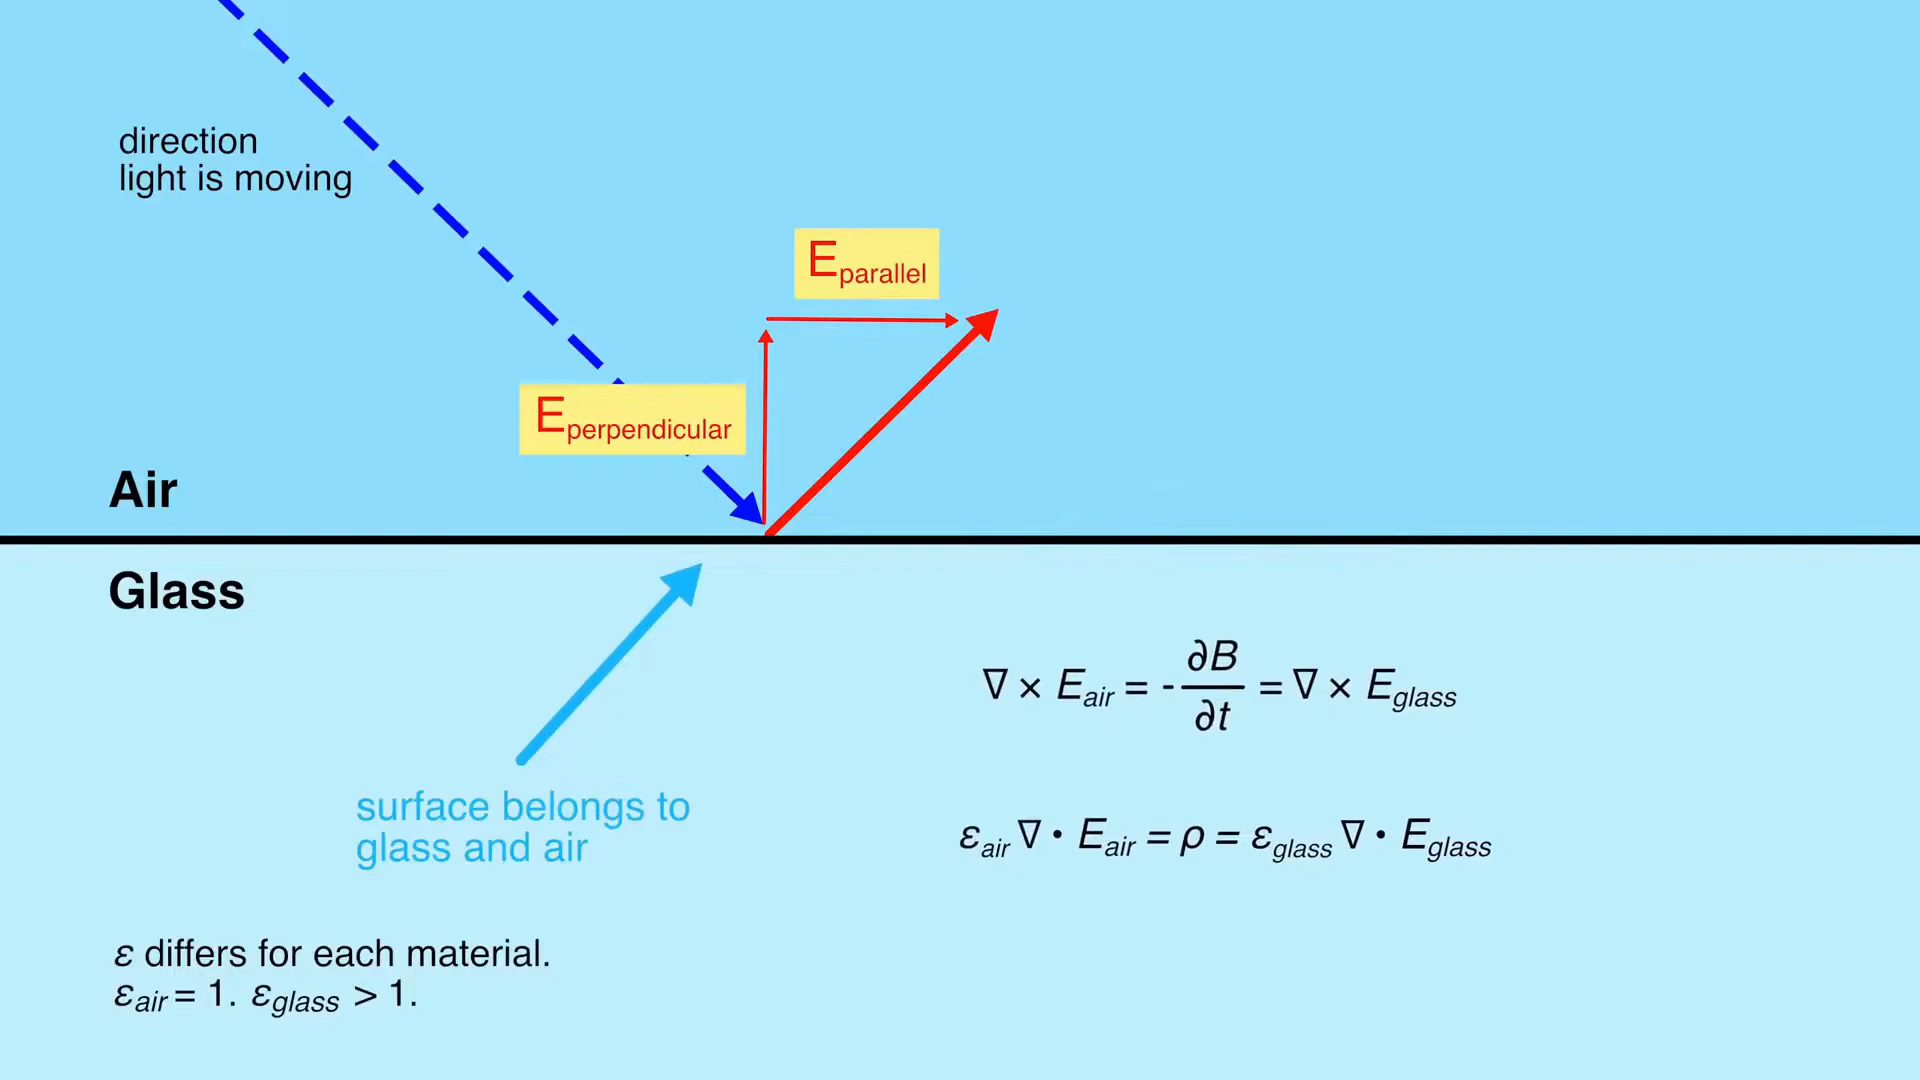 direction
light is moving
E_parallel
E_perpendicular
Air
Glass
∇ × E_air = - ∂B/∂t = ∇ × E_glass
surface belongs to
glass and air
ε_air ∇ · E_air = ρ = ε_glass ∇ · E_glass
ε differs for each material.
ε_air = 1. ε_glass > 1.